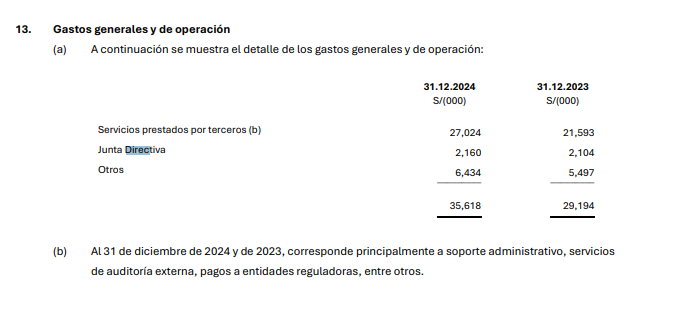 13. Gastos generales y de operación
(a) A continuación se muestra el detalle de los gastos generales y de operación:
31.12.2024 31.12.2023
S/(000) S/(000)
Servicios prestados por terceros (b) 27,024 21,593
Junta Directiva 2,160 2,104
Otros 6,434 5,497
35,618 29,194
(b) Al 31 de diciembre de 2024 y de 2023, corresponde principalmente a soporte administrativo, servicios
de auditoría externa, pagos a entidades reguladoras, entre otros.